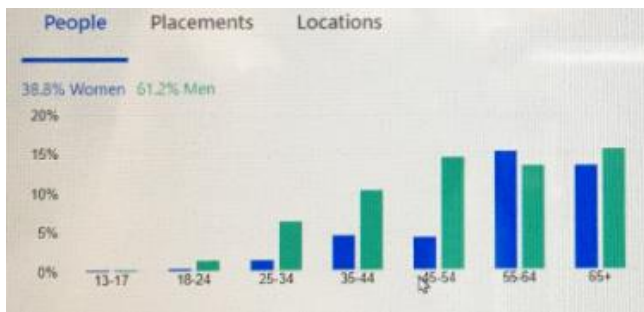 People Placements Locations
38.8% Women 61.2% Men
20%
15%
10%
5%
0%
13-17 18-24 25-34 35-44 45-54 55-64 65+